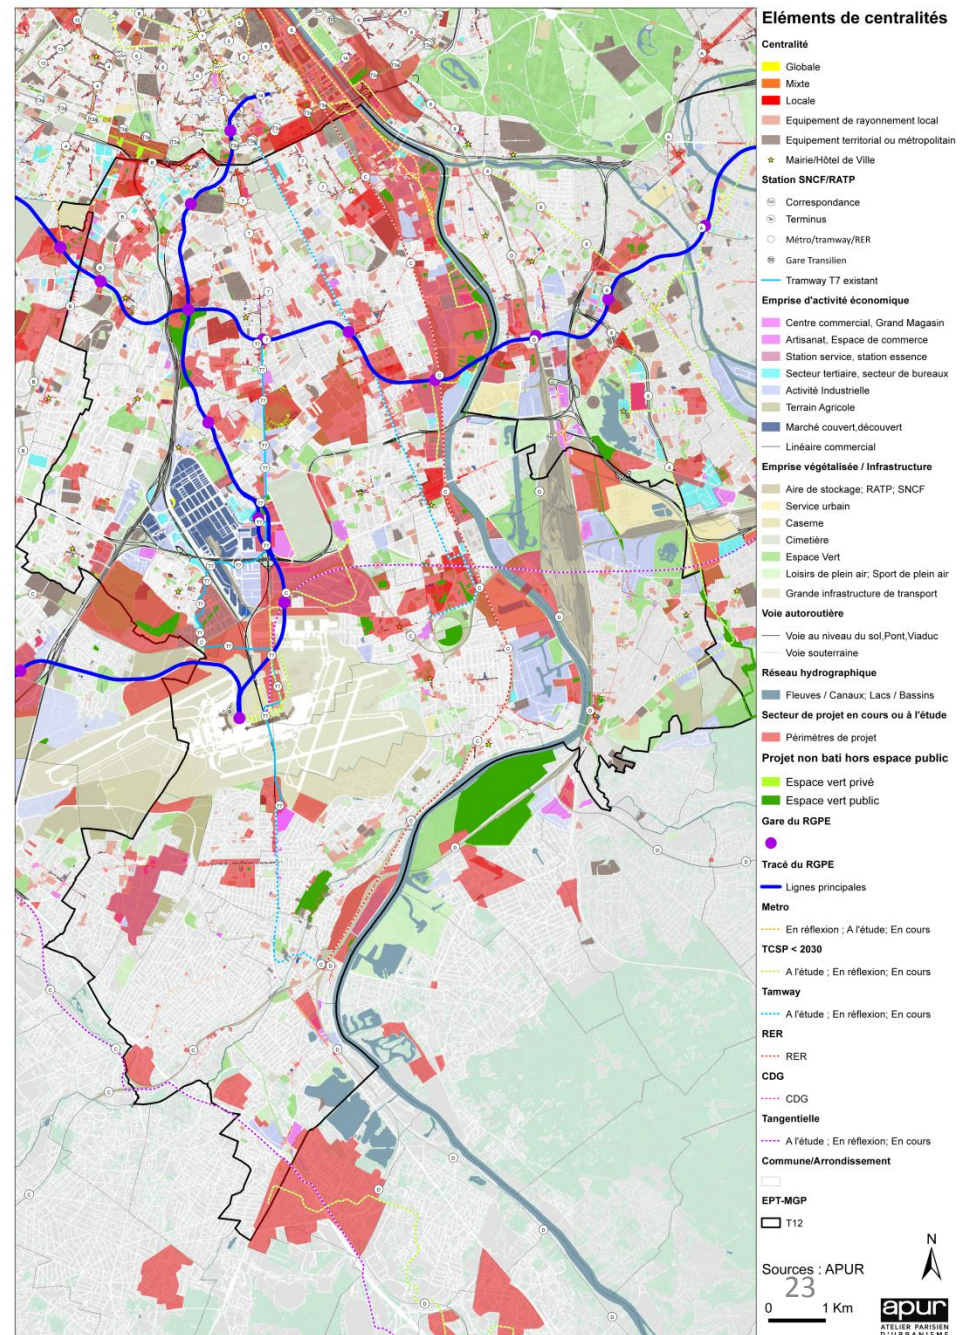 Eléments de centralités
Centralité
Globale
Mixte
Locale
Equipement de rayonnement local
Equipement territorial ou métropolitain
Mairie/Hôtel de Ville
Station SNCF/RATP
Correspondance
Terminus
Métro/tramway/RER
Gare Transilien
Tramway T7 existant
Emprise d'activité économique
Centre commercial, Grand Magasin
Artisanat, Espace de commerce
Station service, station essence
Secteur tertiaire, secteur de bureaux
Activité Industrielle
Terrain Agricole
Marché couvert,découvert
Linéaire commercial
Emprise végétalisée / Infrastructure
Aire de stockage; RATP; SNCF
Service urbain
Caserne
Cimetière
Espace Vert
Loisirs de plein air; Sport de plein air
Grande infrastructure de transport
Voie autoroutière
Voie au niveau du sol,Pont,Viaduc
Voie souterraine
Réseau hydrographique
Fleuves / Canaux; Lacs / Bassins
Secteur de projet en cours ou à l'étude
Périmètres de projet
Projet non bati hors espace public
Espace vert privé
Espace vert public
Gare du RGPE
Tracé du RGPE
Lignes principales
Metro
En réflexion ; A l'étude; En cours
TCSP < 2030
A l'étude ; En réflexion; En cours
Tamway
A l'étude ; En réflexion; En cours
RER
RER
CDG
CDG
Tangentielle
A l'étude ; En réflexion; En cours
Commune/Arrondissement
EPT-MGP
T12
N
Sources : APUR
23
0 1 Km
apur
ATELIER PARISIEN
D'URBANISME